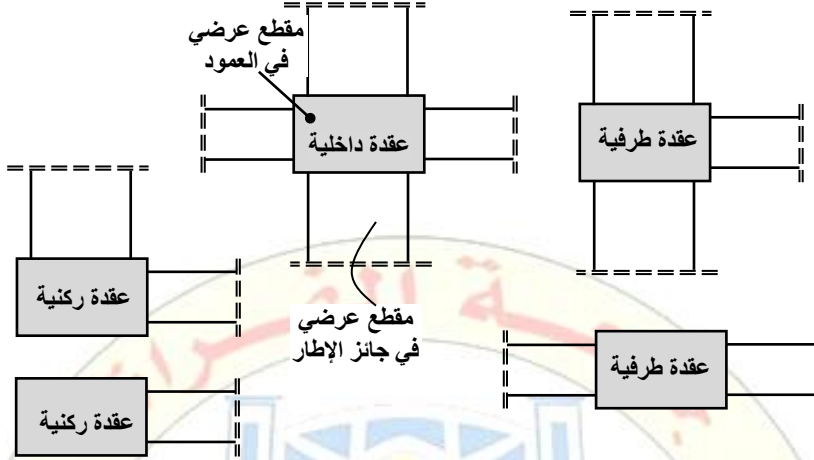 مقطع عرضي
في العمود
عقدة داخلية
عقدة طرفية
عقدة ركنية
مقطع عرضي
في جائز الإطار
عقدة طرفية
عقدة ركنية